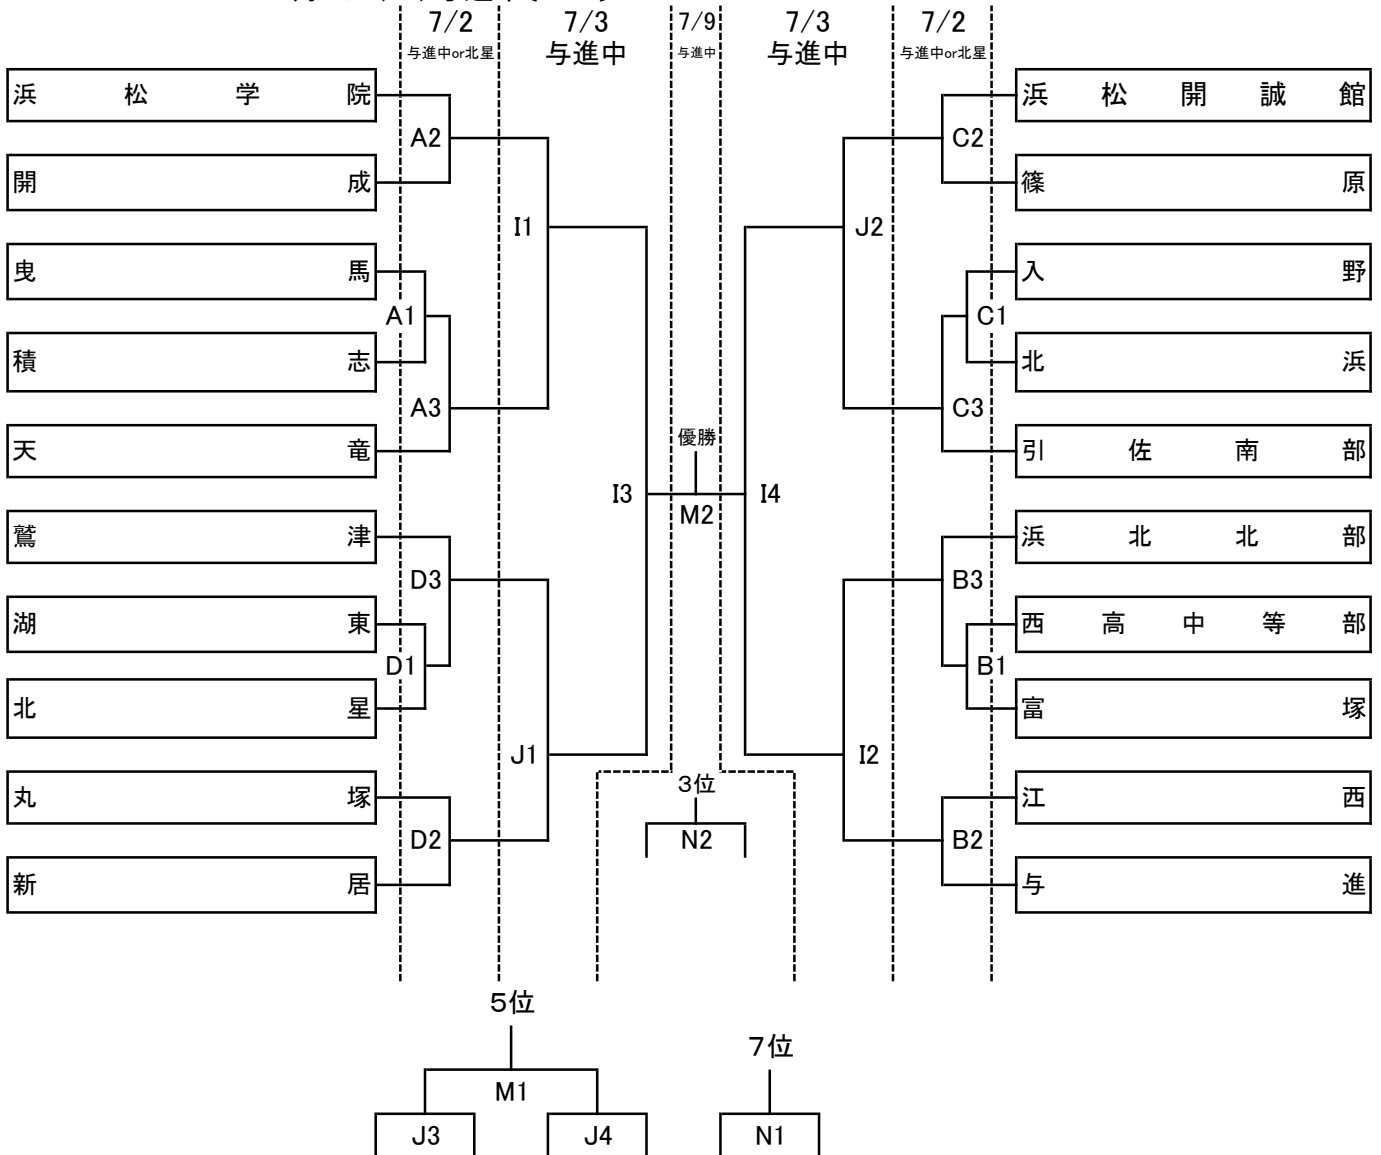 7/2 7/3 7/9 7/3 7/2
与進中or北星 与進中 与進中 与進中 与進中or北星
浜松学院 浜松開誠館
A2 C2
開成 篠原
I1 J2
曳馬 入野
A1 C1
積志 北浜
A3 C3
優勝
天竜 引佐南部
I3 I4
M2
鷲津 浜北北部
D3 B3
湖東 西高中等部
D1 B1
北星 富塚
J1 I2
3位
丸塚 江西
D2 N2 B2
新居 与進
5位
7位
M1
J3 J4 N1